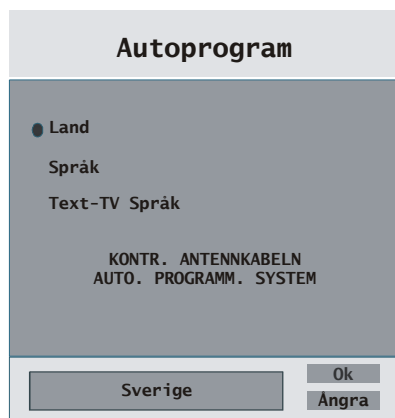 Autoprogram
Land
Språk
Text-TV Språk
KONTR. ANTENNKABELN
AUTO. PROGRAMM. SYSTEM
Sverige
Ok
Ångra